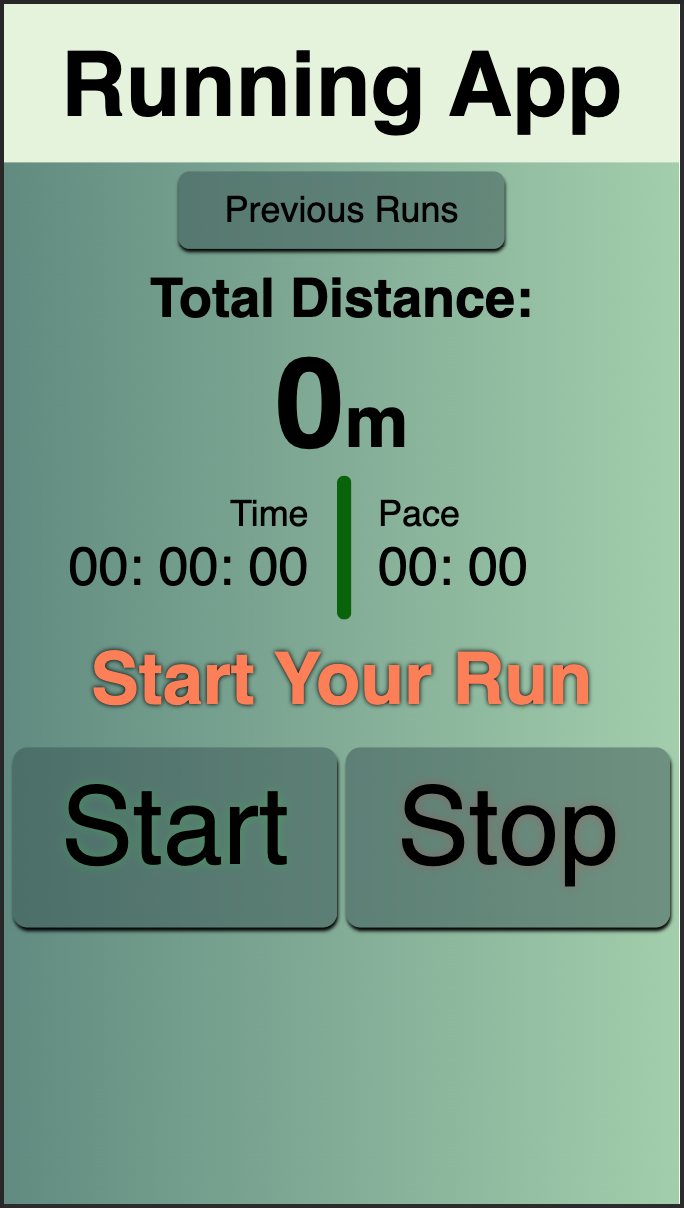 Running App
Previous Runs
Total Distance:
0m
Time Pace
00: 00: 00 00: 00
Start Your Run
Start Stop